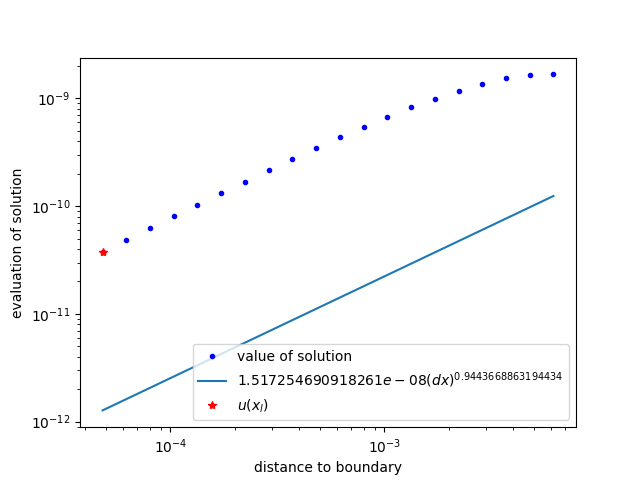 10^{-9}
10^{-10}
10^{-11}
10^{-12}
evaluation of solution
value of solution
1.517254690918261e − 08(dx)^{0.9443668863194434}
u(x_I)
10^{-4} 10^{-3}
distance to boundary